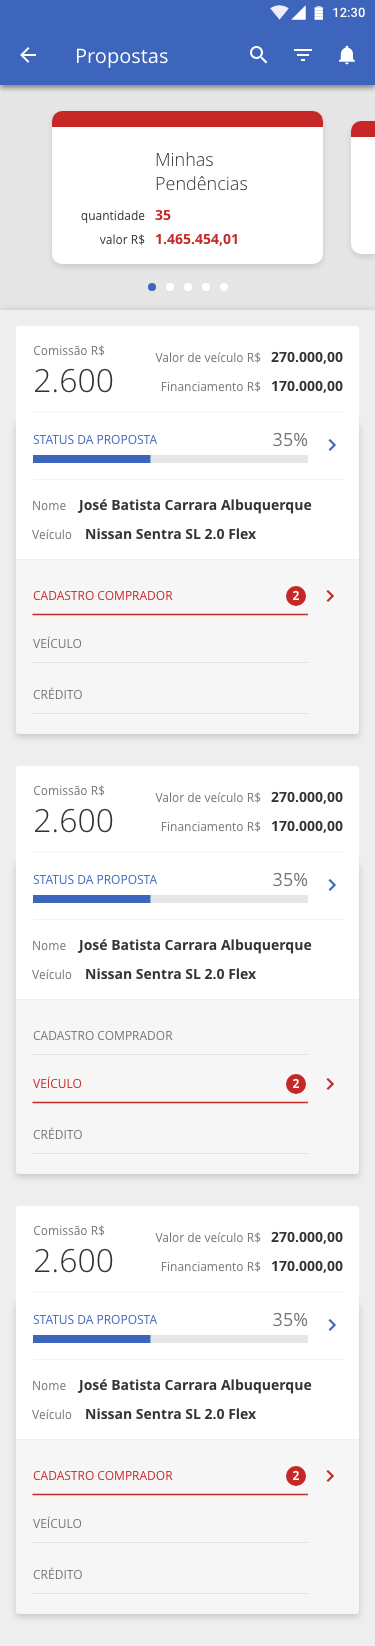 12:30
Propostas
Minhas
Pendências
quantidade 35
valor R$ 1.465.454,01
Comissão R$
2.600
Valor de veículo R$ 270.000,00
Financiamento R$ 170.000,00
STATUS DA PROPOSTA 35%
Nome José Batista Carrara Albuquerque
Veículo Nissan Sentra SL 2.0 Flex
CADASTRO COMPRADOR 2
VEÍCULO
CRÉDITO
Comissão R$
2.600
Valor de veículo R$ 270.000,00
Financiamento R$ 170.000,00
STATUS DA PROPOSTA 35%
Nome José Batista Carrara Albuquerque
Veículo Nissan Sentra SL 2.0 Flex
CADASTRO COMPRADOR
VEÍCULO 2
CRÉDITO
Comissão R$
2.600
Valor de veículo R$ 270.000,00
Financiamento R$ 170.000,00
STATUS DA PROPOSTA 35%
Nome José Batista Carrara Albuquerque
Veículo Nissan Sentra SL 2.0 Flex
CADASTRO COMPRADOR 2
VEÍCULO
CRÉDITO